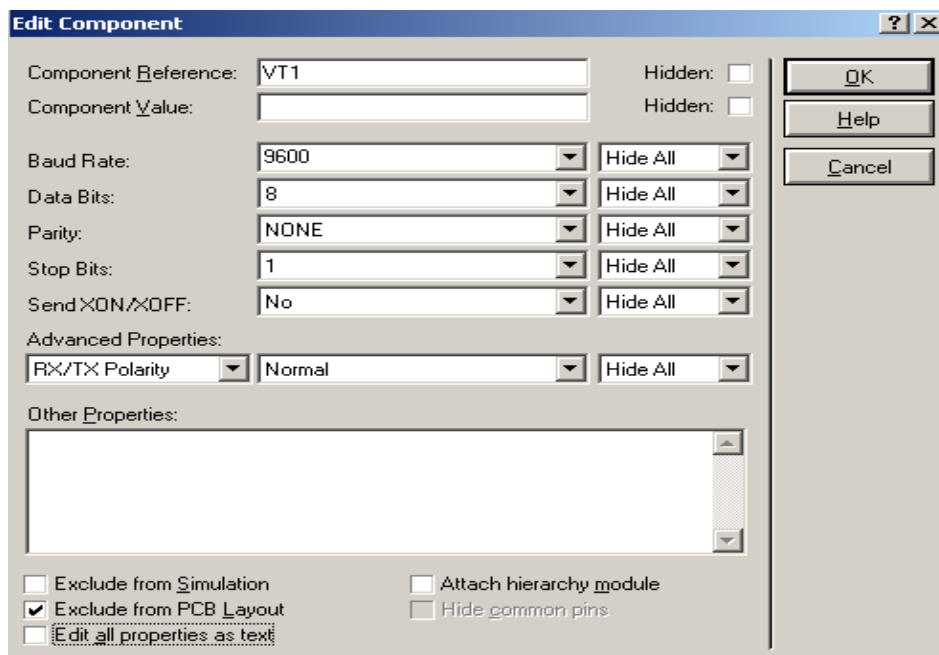 Edit Component
Component Reference: VT1 Hidden:
Component Value: Hidden:
OK
Help
Cancel
Baud Rate: 9600 Hide All
Data Bits: 8 Hide All
Parity: NONE Hide All
Stop Bits: 1 Hide All
Send XON/XOFF: No Hide All
Advanced Properties:
RX/TX Polarity Normal Hide All
Other Properties:
Exclude from Simulation Attach hierarchy module
Exclude from PCB Layout Hide common pins
Edit all properties as text